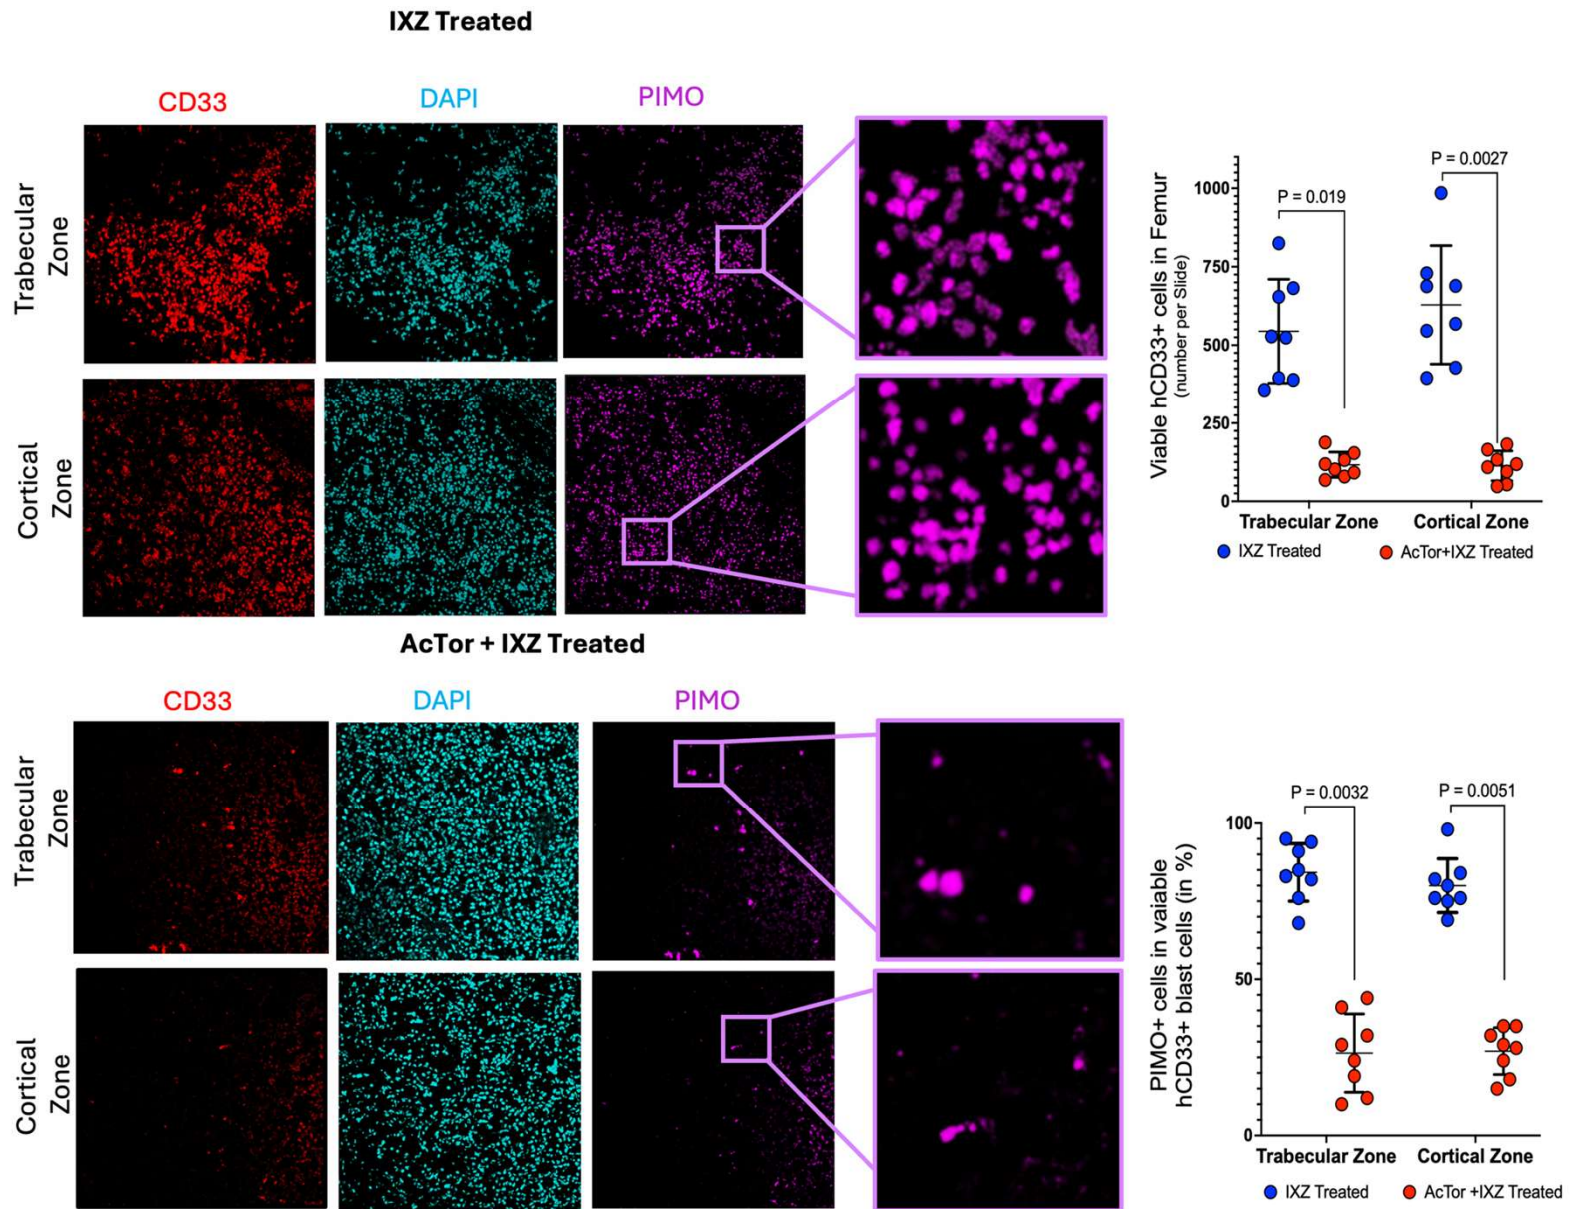 IXZ Treated
CD33
DAPI
PIMO
Trabecular
Zone
Cortical
Zone
Viable hCD33+ cells in Femur
(number per Slide)
1000
750
500
250
0
P = 0.019
P = 0.0027
Trabecular Zone
Cortical Zone
IXZ Treated
AcTor+IXZ Treated
AcTor + IXZ Treated
CD33
DAPI
PIMO
Trabecular
Zone
Cortical
Zone
PIMO+ cells in vaiable
hCD33+ blast cells (in %)
100
50
0
P = 0.0032
P = 0.0051
Trabecular Zone
Cortical Zone
IXZ Treated
AcTor +IXZ Treated